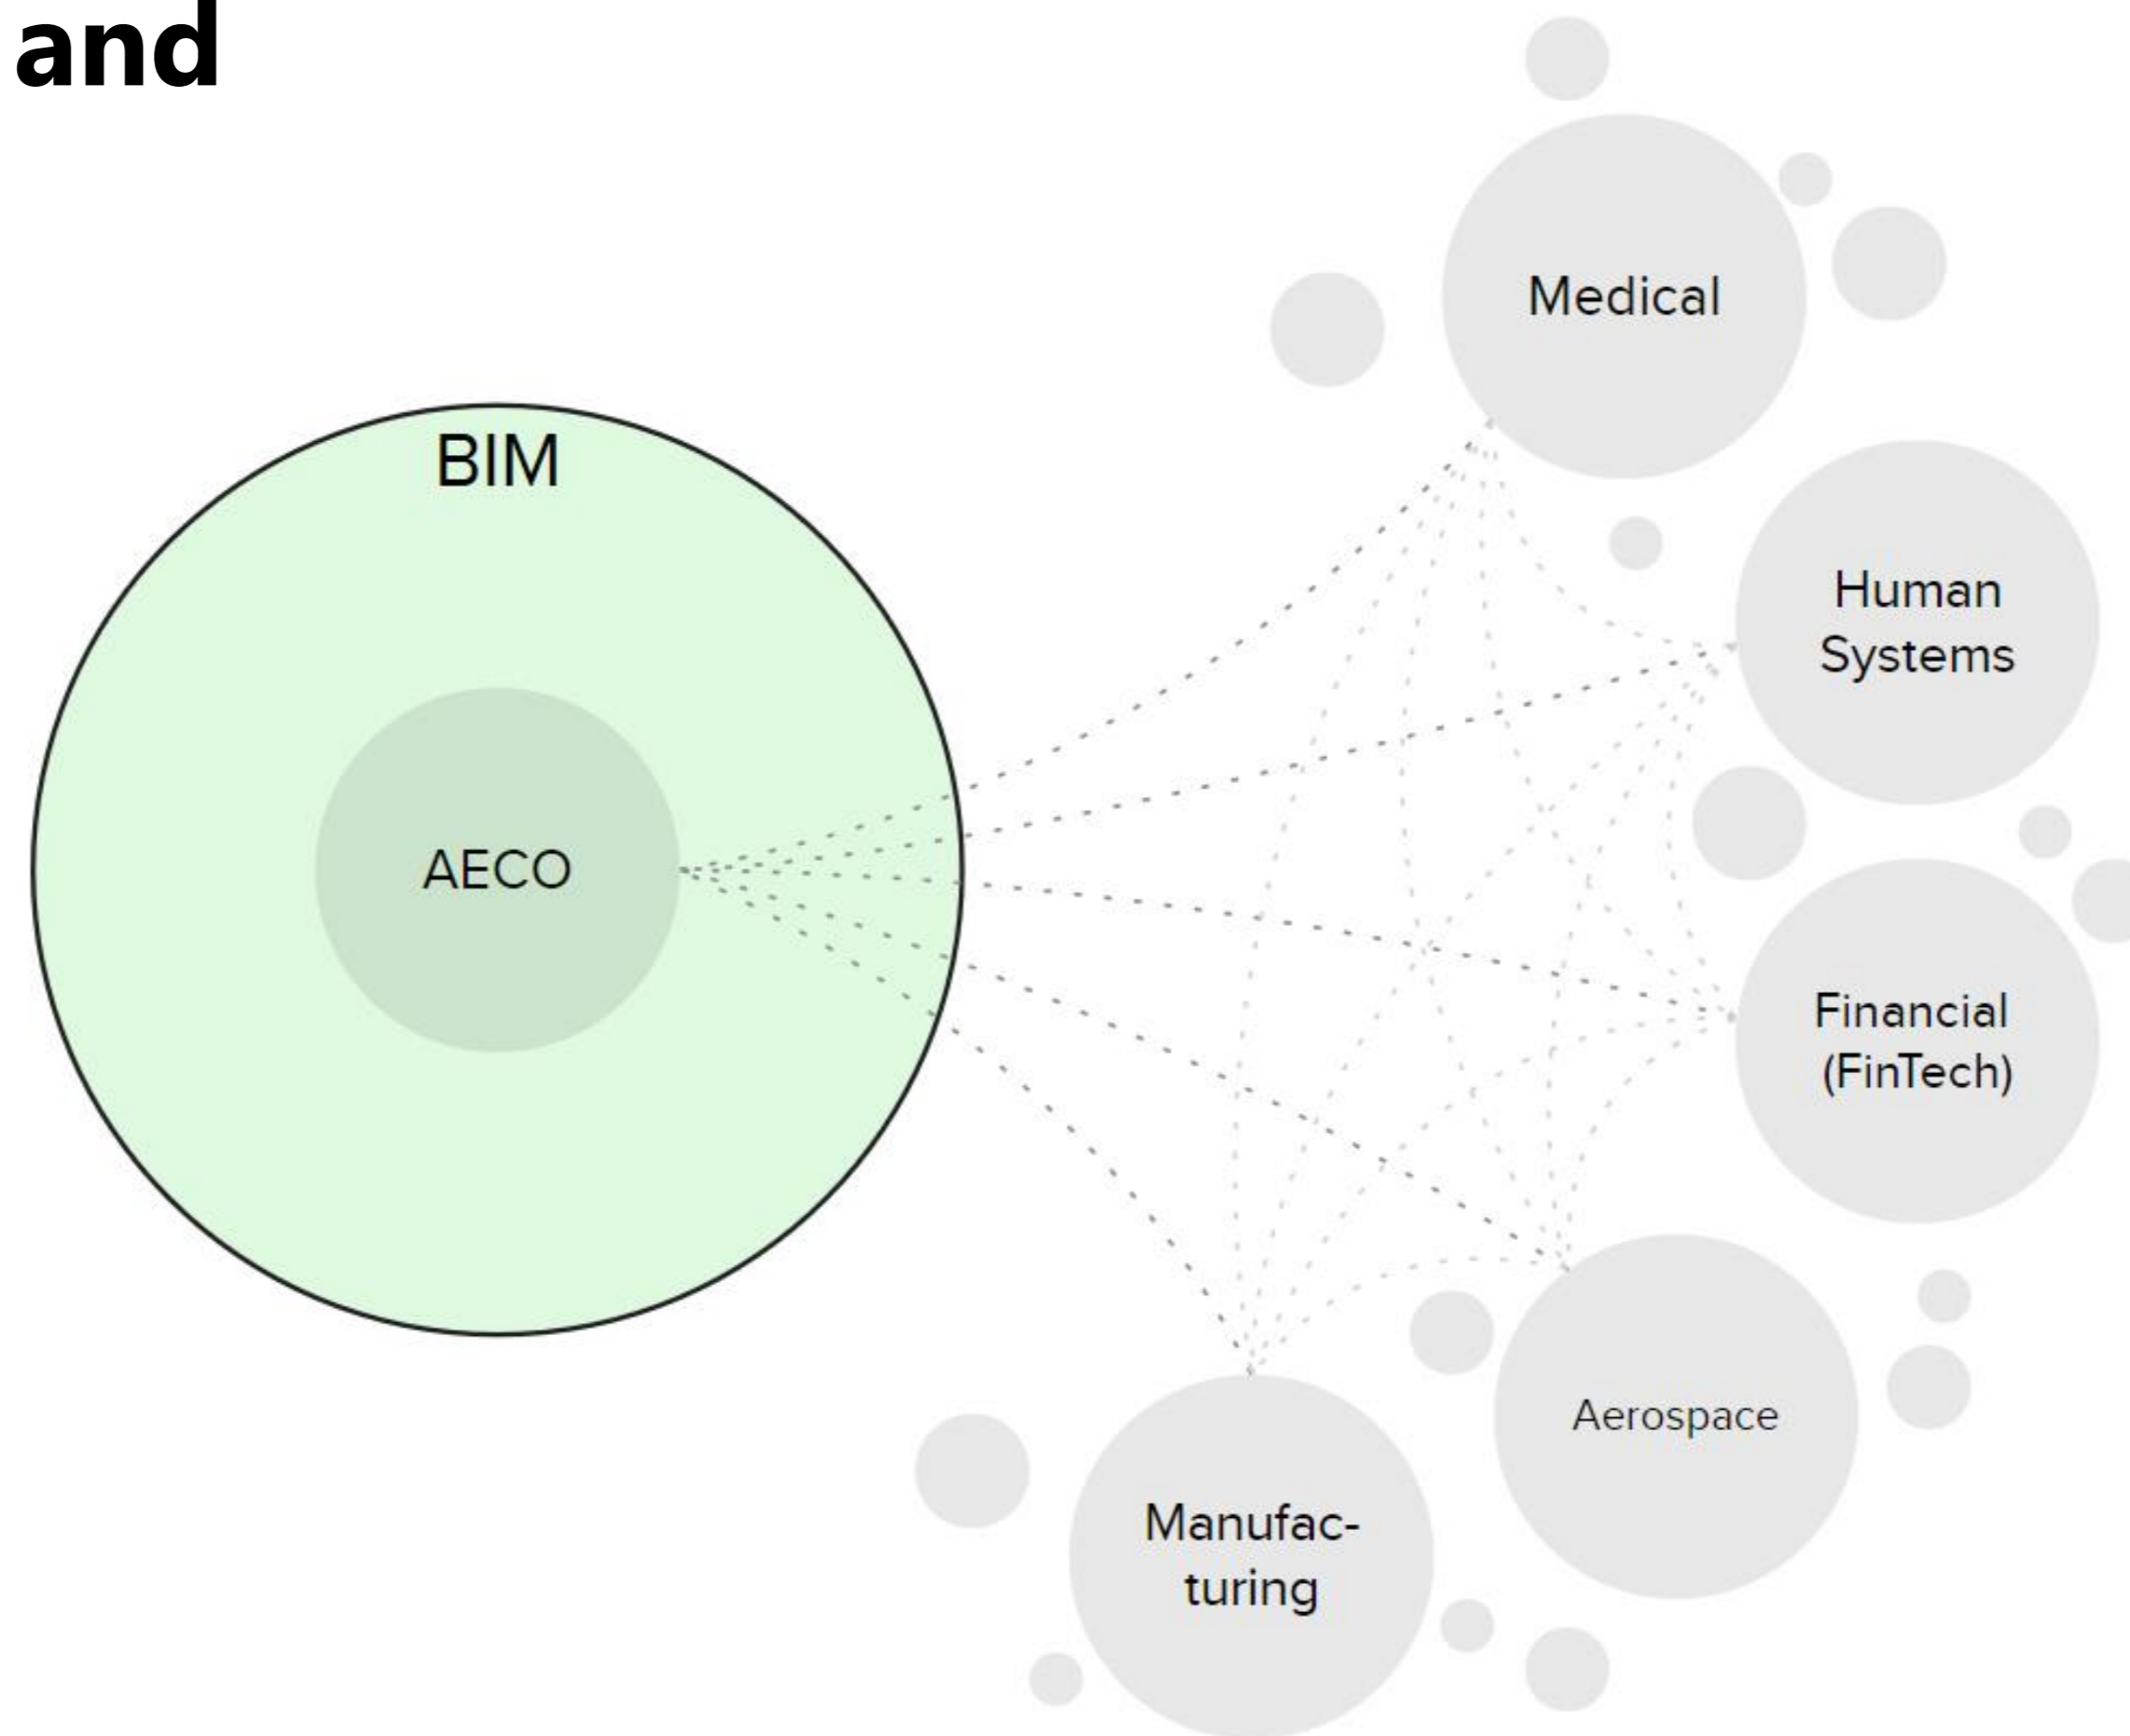 and
BIM
AECO
Medical
Human
Systems
Financial
(FinTech)
Aerospace
Manufac-
turing